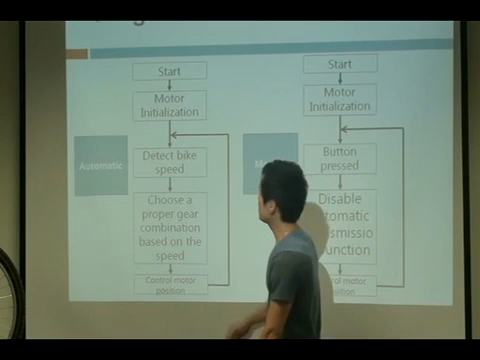 Start
Motor
Initialization
Automatic
Detect bike
speed
Choose a
proper gear
combination
based on the
speed
Control motor
position
Start
Motor
Initialization
Button
pressed
Disable
motor